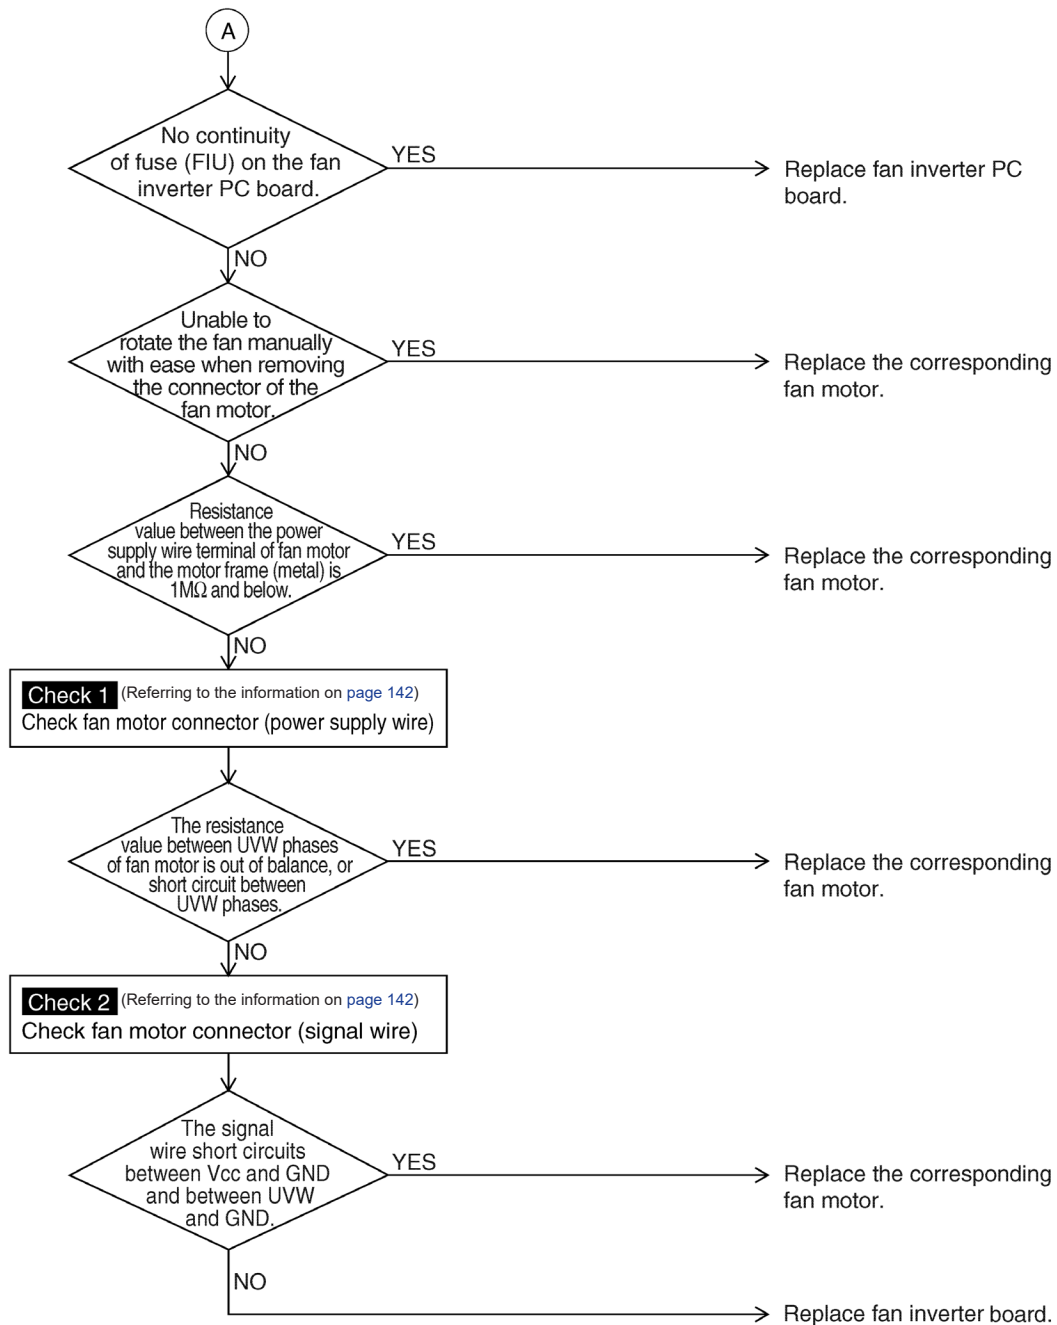 A
No continuity
of fuse (FIU) on the fan
inverter PC board.
YES
Replace fan inverter PC
board.
NO
Unable to
rotate the fan manually
with ease when removing
the connector of the
fan motor.
YES
Replace the corresponding
fan motor.
NO
Resistance
value between the power
supply wire terminal of fan motor
and the motor frame (metal) is
1MΩ and below.
YES
Replace the corresponding
fan motor.
NO
Check 1 (Referring to the information on page 142)
Check fan motor connector (power supply wire)
The resistance
value between UVW phases
of fan motor is out of balance, or
short circuit between
UVW phases.
YES
Replace the corresponding
fan motor.
NO
Check 2 (Referring to the information on page 142)
Check fan motor connector (signal wire)
The signal
wire short circuits
between Vcc and GND
and between UVW
and GND.
YES
Replace the corresponding
fan motor.
NO
Replace fan inverter board.